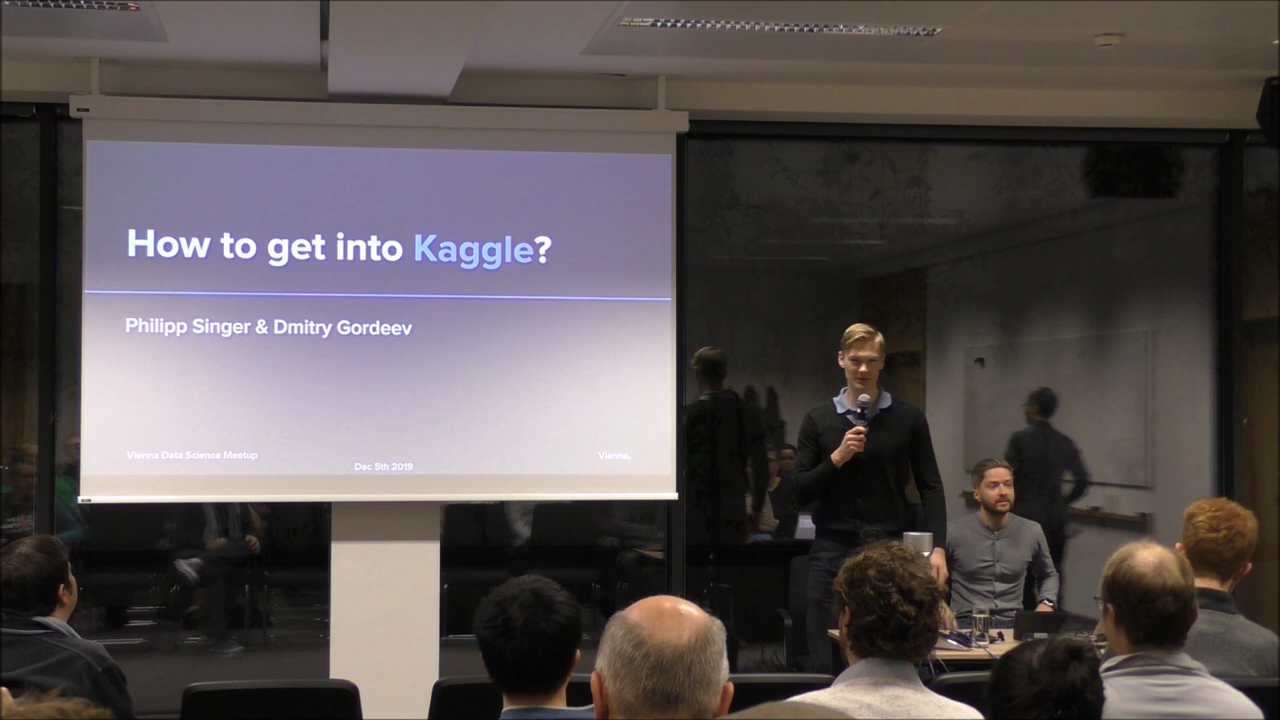 How to get into Kaggle?
Philipp Singer & Dmitry Gordeev
Vienna Data Science Meetup
Dec 5th 2019
Vienna,